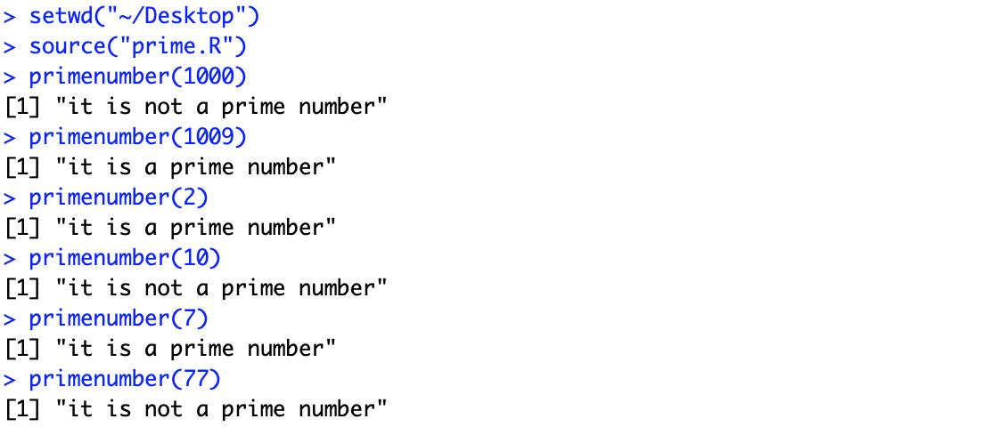 > setwd("~/Desktop")
> source("prime.R")
> primenumber(1000)
[1] "it is not a prime number"
> primenumber(1009)
[1] "it is a prime number"
> primenumber(2)
[1] "it is a prime number"
> primenumber(10)
[1] "it is not a prime number"
> primenumber(7)
[1] "it is a prime number"
> primenumber(77)
[1] "it is not a prime number"